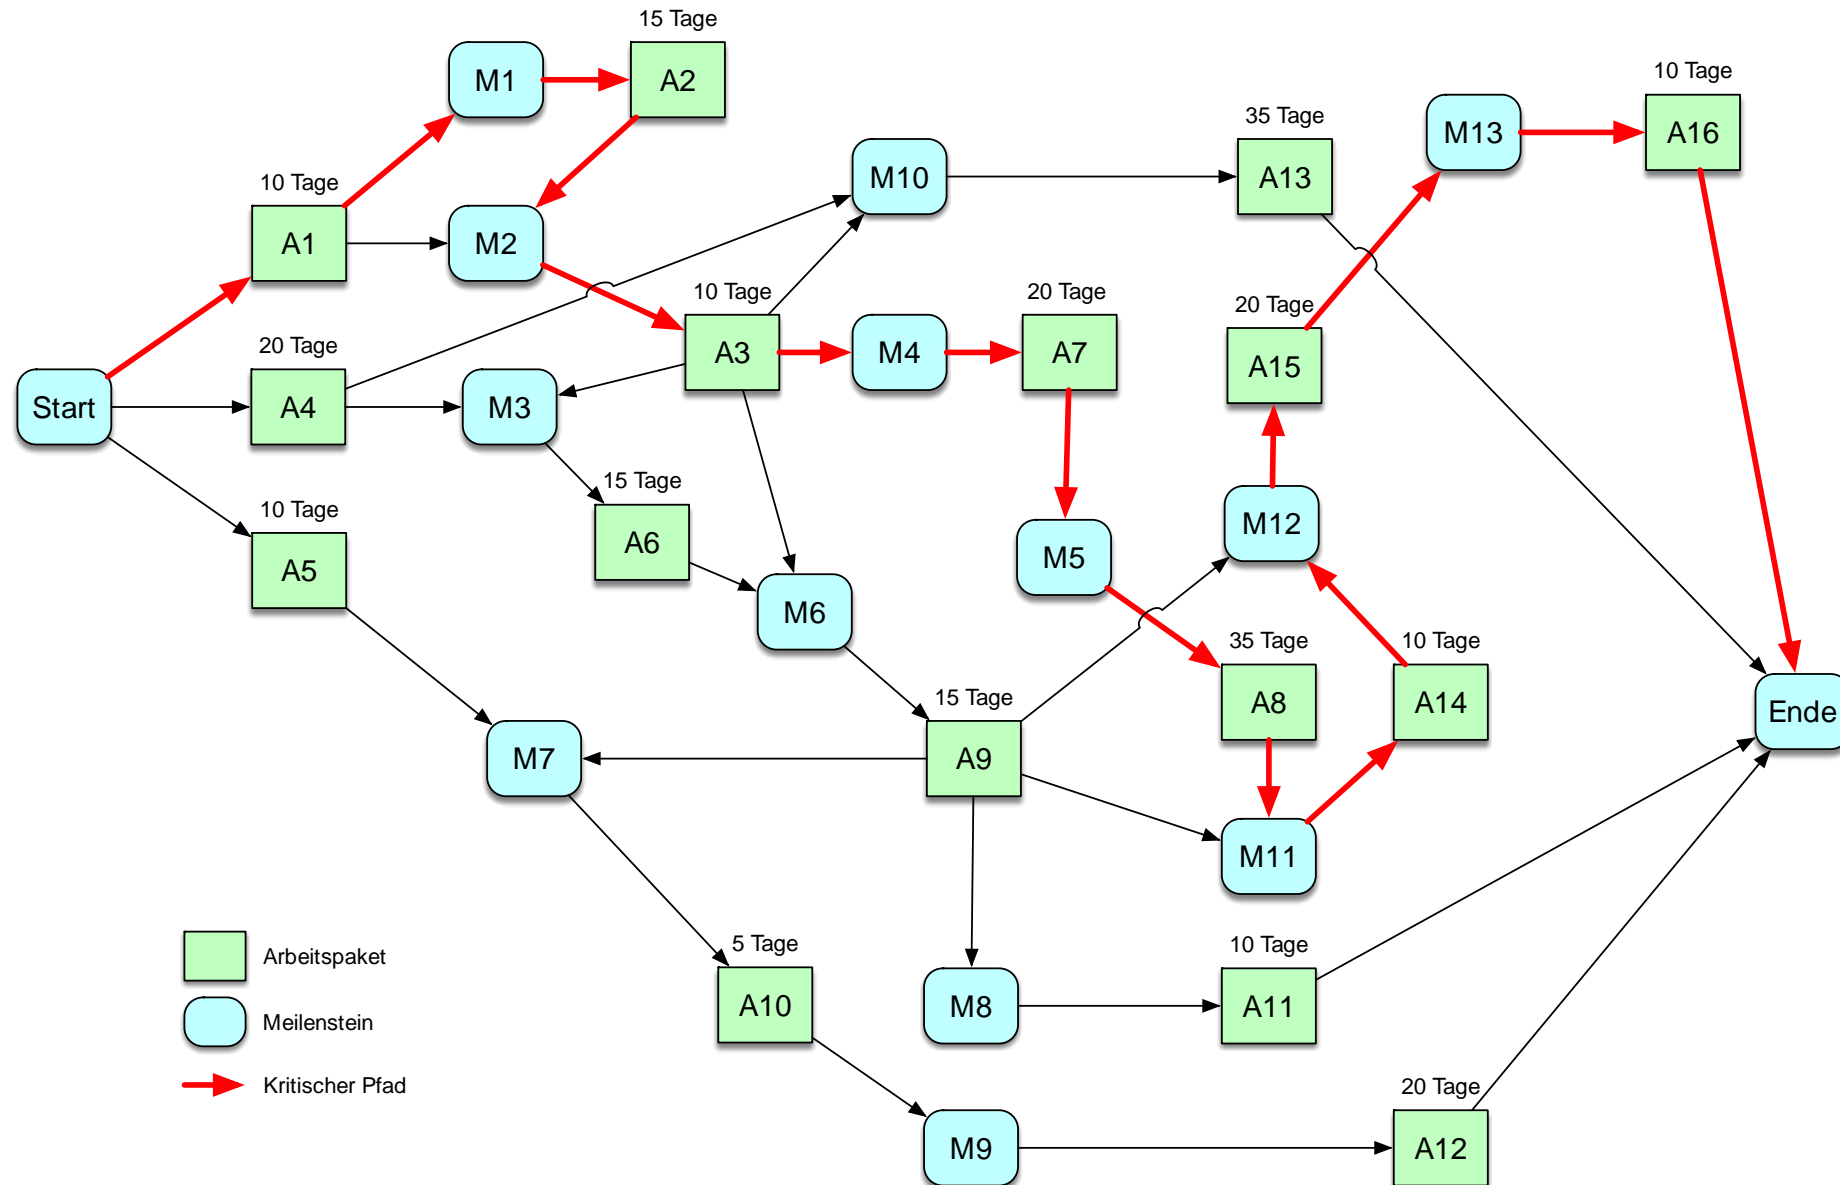 15 Tage
M1
A2
10 Tage
M13
A16
35 Tage
M10
A13
10 Tage
A1
M2
10 Tage
20 Tage
A3
M4
A7
20 Tage
A15
20 Tage
Start
A4
M3
15 Tage
A6
10 Tage
A5
M5
M12
M6
35 Tage
10 Tage
A8
A14
Ende
15 Tage
M7
A9
M11
5 Tage
10 Tage
A10
M8
A11
Arbeitspaket
Meilenstein
Kritischer Pfad
20 Tage
M9
A12